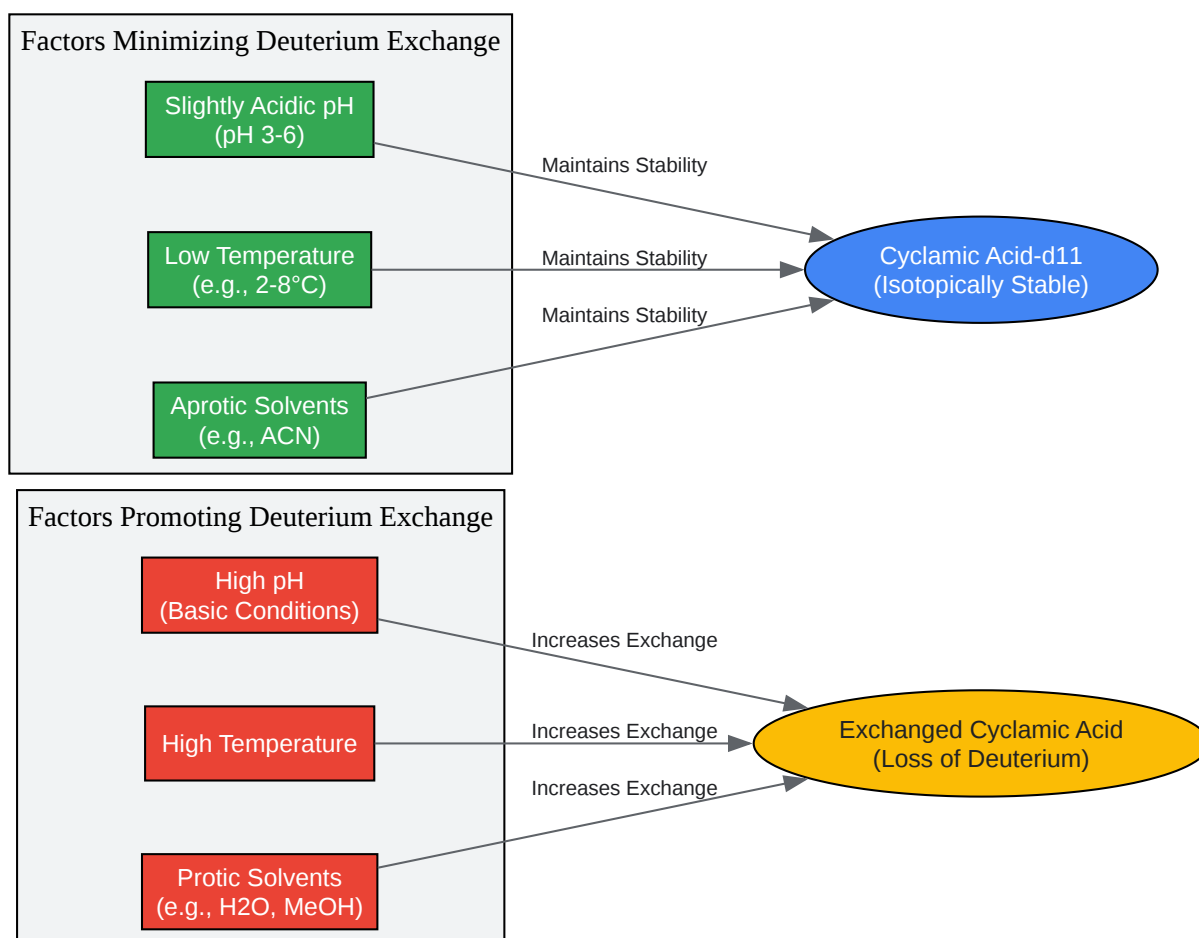 Factors Minimizing Deuterium Exchange
Slightly Acidic pH
(pH 3-6)
Maintains Stability
Low Temperature
(e.g., 2-8°C)
Maintains Stability
Cyclamic Acid-d11
(Isotopically Stable)
Maintains Stability
Aprotic Solvents
(e.g., ACN)
Factors Promoting Deuterium Exchange
High pH
(Basic Conditions)
Increases Exchange
High Temperature
Increases Exchange
Exchanged Cyclamic Acid
(Loss of Deuterium)
Increases Exchange
Protic Solvents
(e.g., H2O, MeOH)